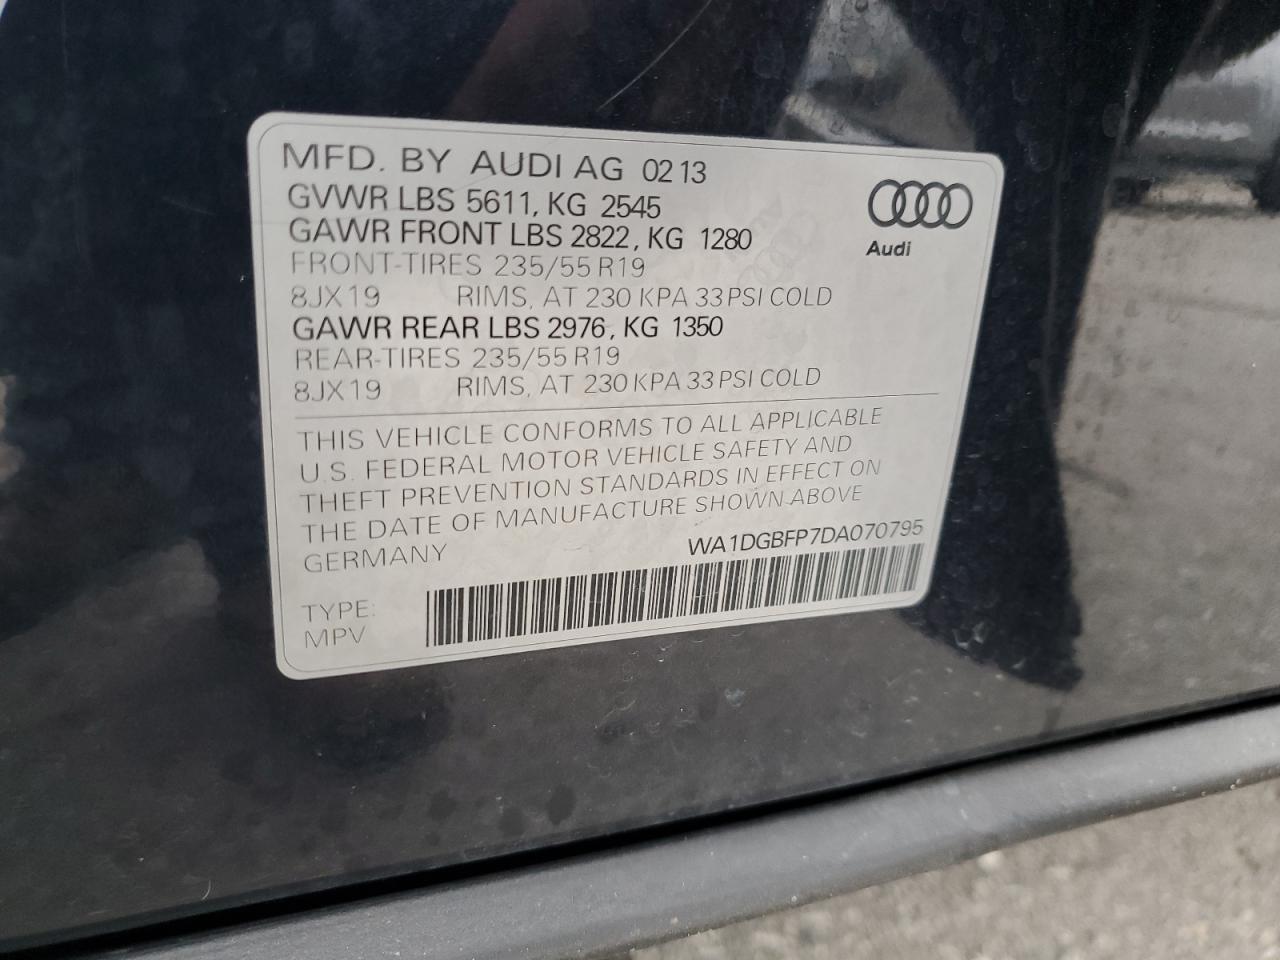 MFD. BY AUDI AG 02 13
GVWR LBS 5611, KG 2545
GAWR FRONT LBS 2822, KG 1280
FRONT-TIRES 235/55 R19
8JX19 RIMS, AT 230 KPA 33 PSI COLD
GAWR REAR LBS 2976, KG 1350
REAR-TIRES 235/55 R19
8JX19 RIMS, AT 230 KPA 33 PSI COLD
Audi
THIS VEHICLE CONFORMS TO ALL APPLICABLE
U.S. FEDERAL MOTOR VEHICLE SAFETY AND
THEFT PREVENTION STANDARDS IN EFFECT ON
THE DATE OF MANUFACTURE SHOWN ABOVE
GERMANY WA1DGBFP7DA070795
TYPE:
MPV